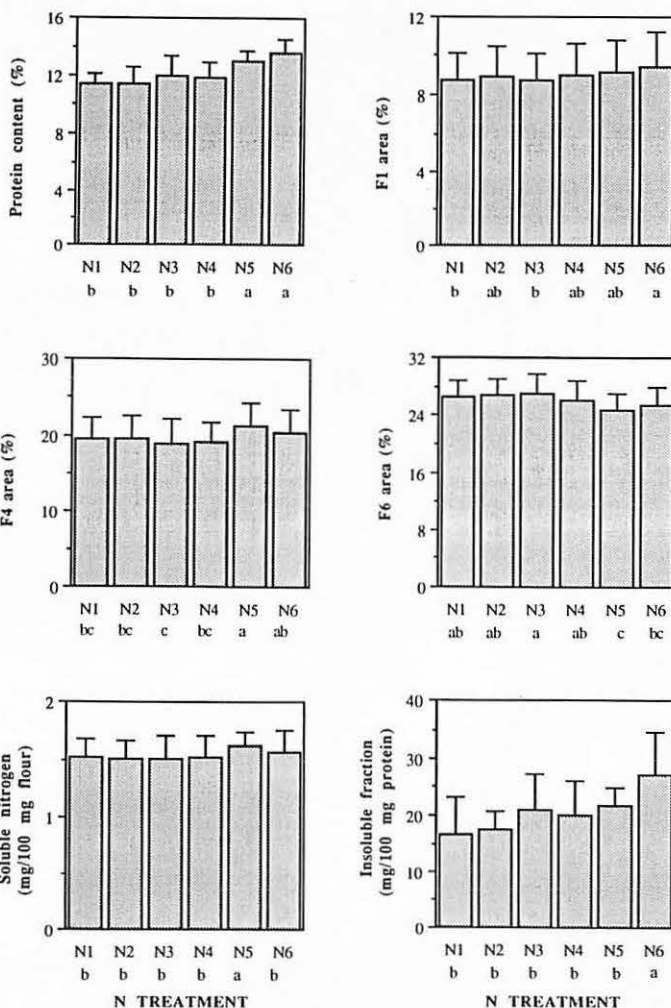 Protein content (%)
16
12
8
4
0
N1 N2 N3 N4 N5 N6
b b b b a a
F1 area (%)
12
8
4
0
N1 N2 N3 N4 N5 N6
b ab b ab ab a
F4 area (%)
30
20
10
0
N1 N2 N3 N4 N5 N6
bc bc c bc a ab
F6 area (%)
32
24
16
8
0
N1 N2 N3 N4 N5 N6
ab ab a ab c bc
Soluble nitrogen
(mg/100 mg flour)
2
1
0
N1 N2 N3 N4 N5 N6
b b b b a b
N TREATMENT
Insoluble fraction
(mg/100 mg protein)
40
30
20
10
0
N1 N2 N3 N4 N5 N6
b b b b b a
N TREATMENT